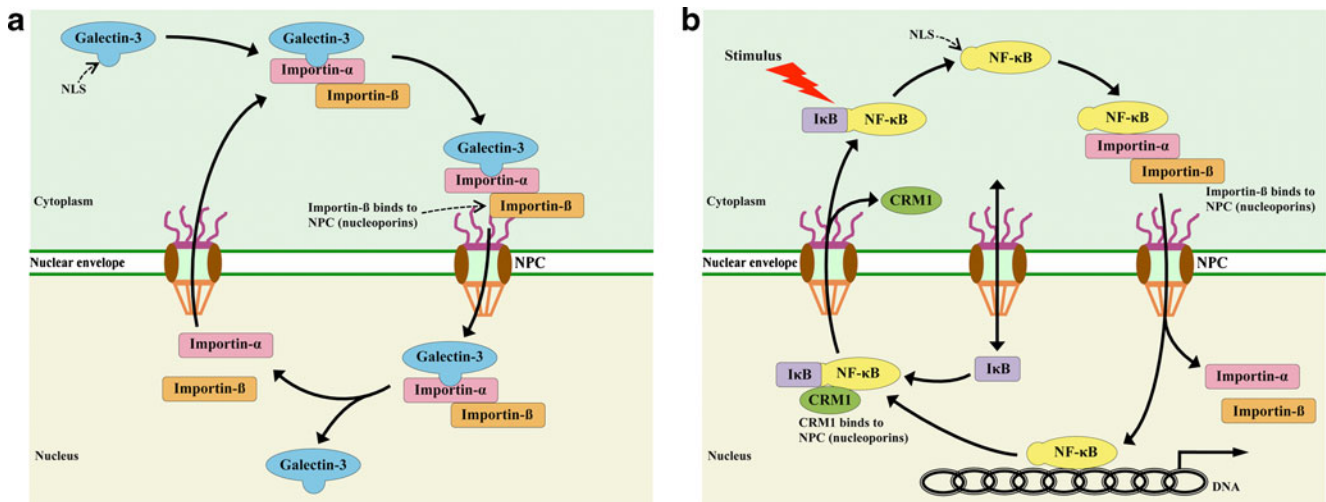 a
Galectin-3
NLS
Galectin-3
Importin-α
Importin-ß
Galectin-3
Importin-α
Importin-ß
Importin-ß binds to
NPC (nucleoporins)
Cytoplasm
Nuclear envelope
NPC
Importin-α
Importin-ß
Galectin-3
Importin-α
Importin-ß
Galectin-3
Nucleus
b
NLS
Stimulus
NF-κB
IκB
NF-κB
NF-κB
Importin-α
Importin-ß
Importin-ß binds to
NPC (nucleoporins)
CRM1
Cytoplasm
Nuclear envelope
NPC
IκB
NF-κB
CRM1
CRM1 binds to
NPC (nucleoporins)
IκB
Importin-α
Importin-ß
NF-κB
DNA
Nucleus